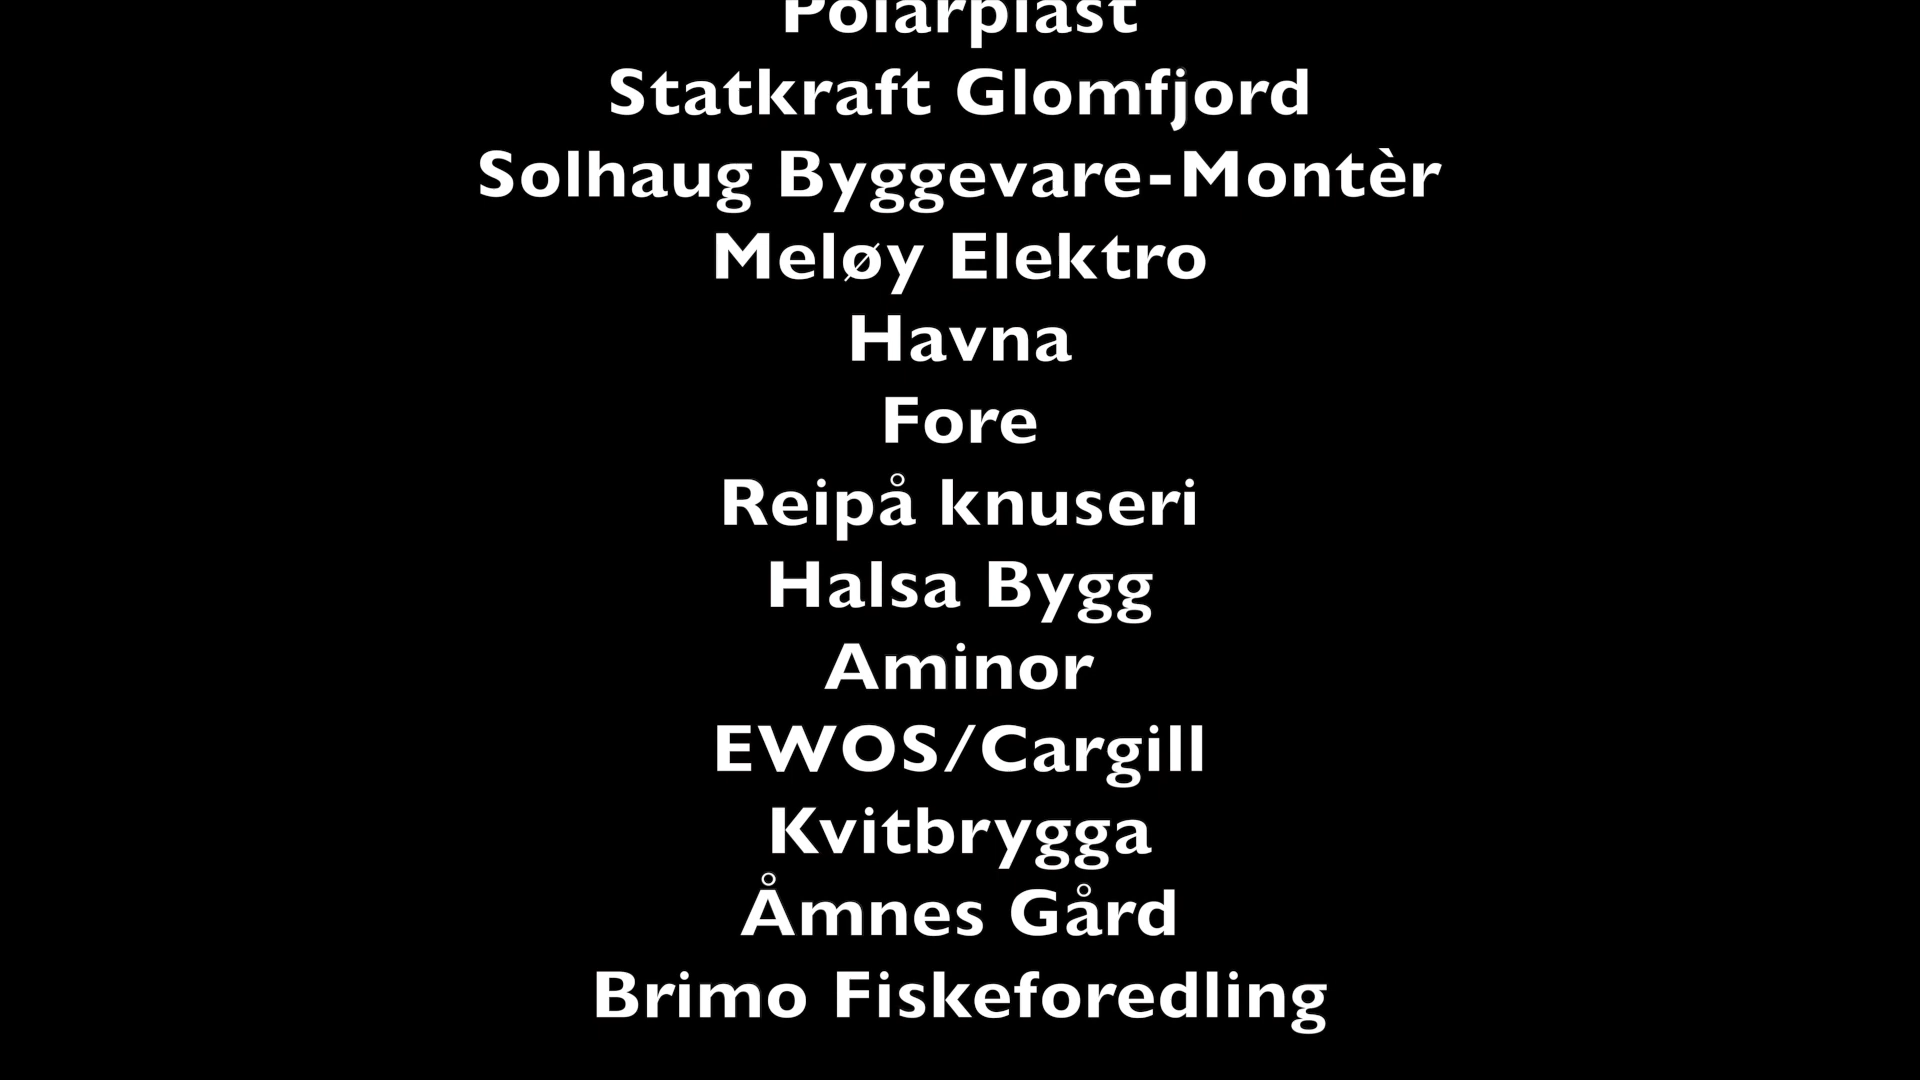 Polarplast
Statkraft Glomfjord
Solhaug Byggevare-Montèr
Meløy Elektro
Havna
Fore
Reipå knuseri
Halsa Bygg
Aminor
EWOS/Cargill
Kvitbrygga
Åmnes Gård
Brimo Fiskeforedling